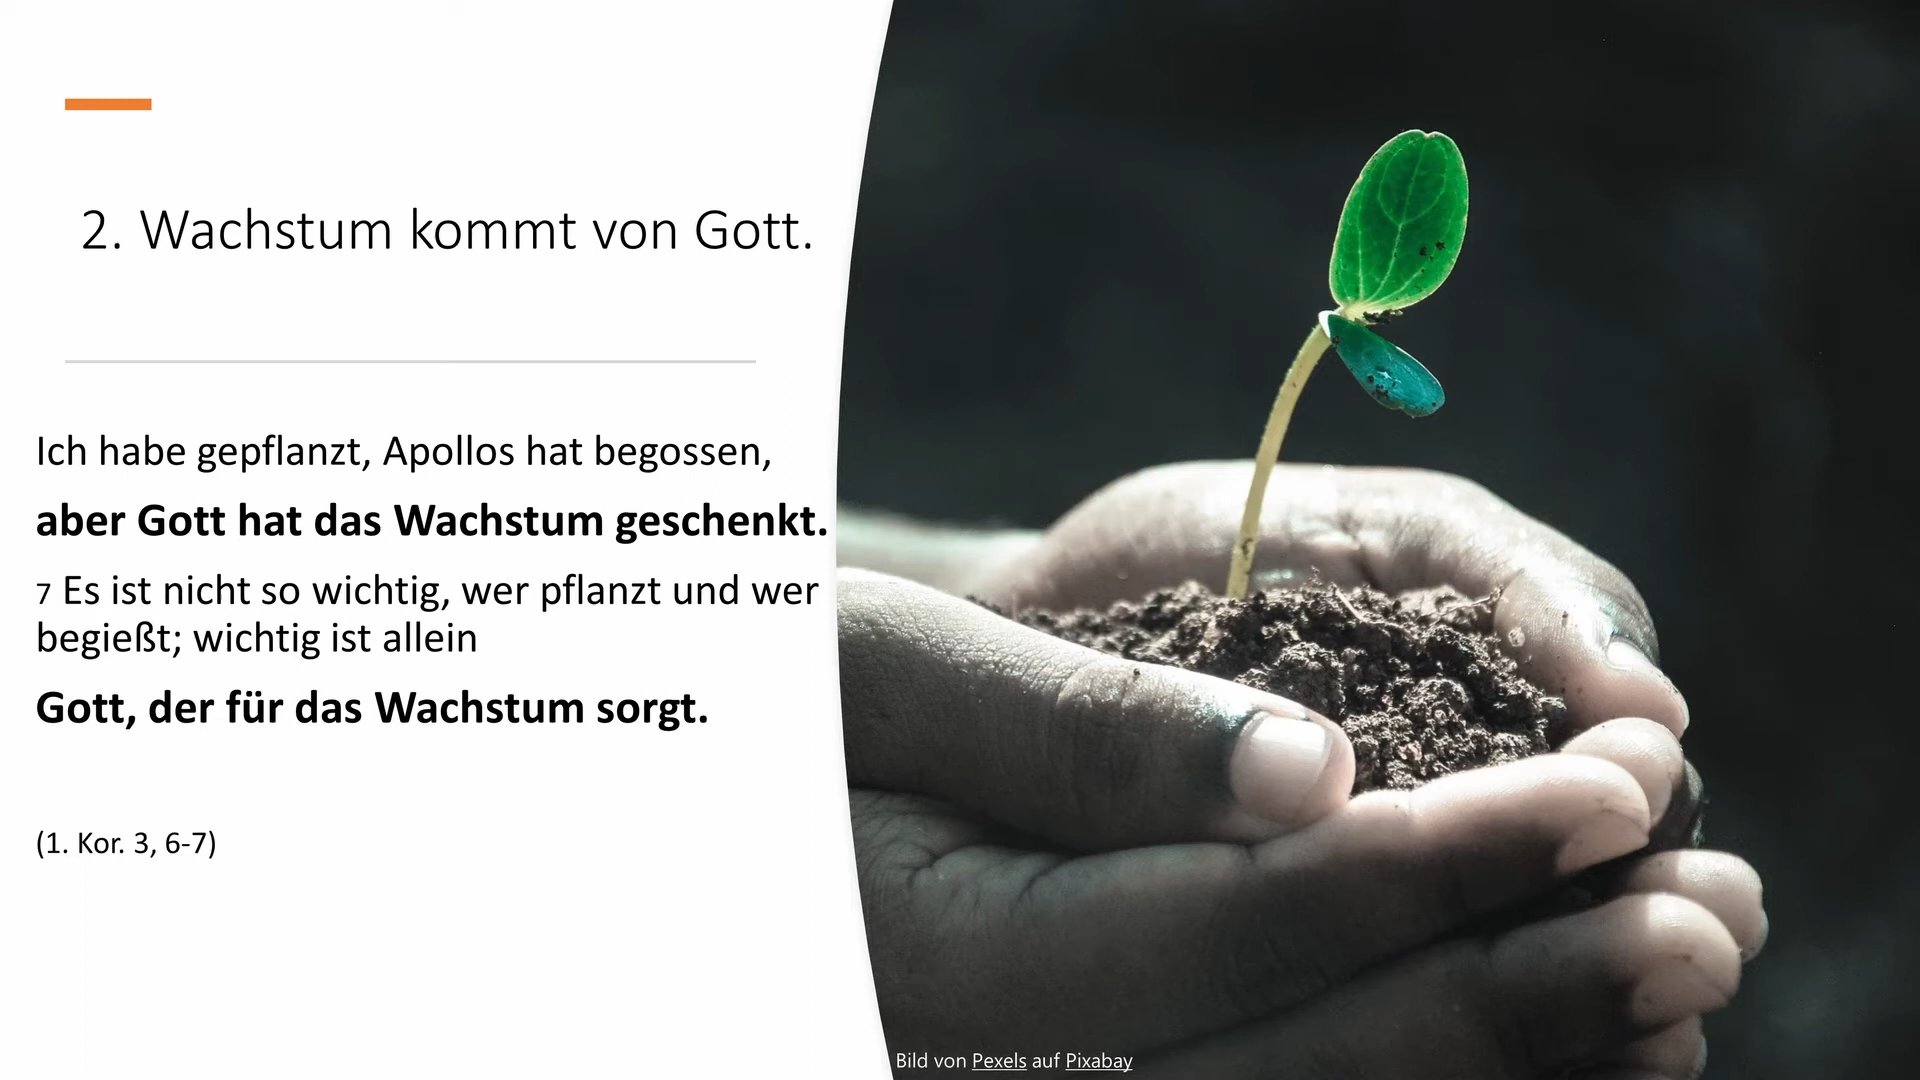 2. Wachstum kommt von Gott.
Ich habe gepflanzt, Apollos hat begossen,
aber Gott hat das Wachstum geschenkt.
7 Es ist nicht so wichtig, wer pflanzt und wer
begießt; wichtig ist allein
Gott, der für das Wachstum sorgt.
(1. Kor. 3, 6-7)
Bild von Pexels auf Pixabay